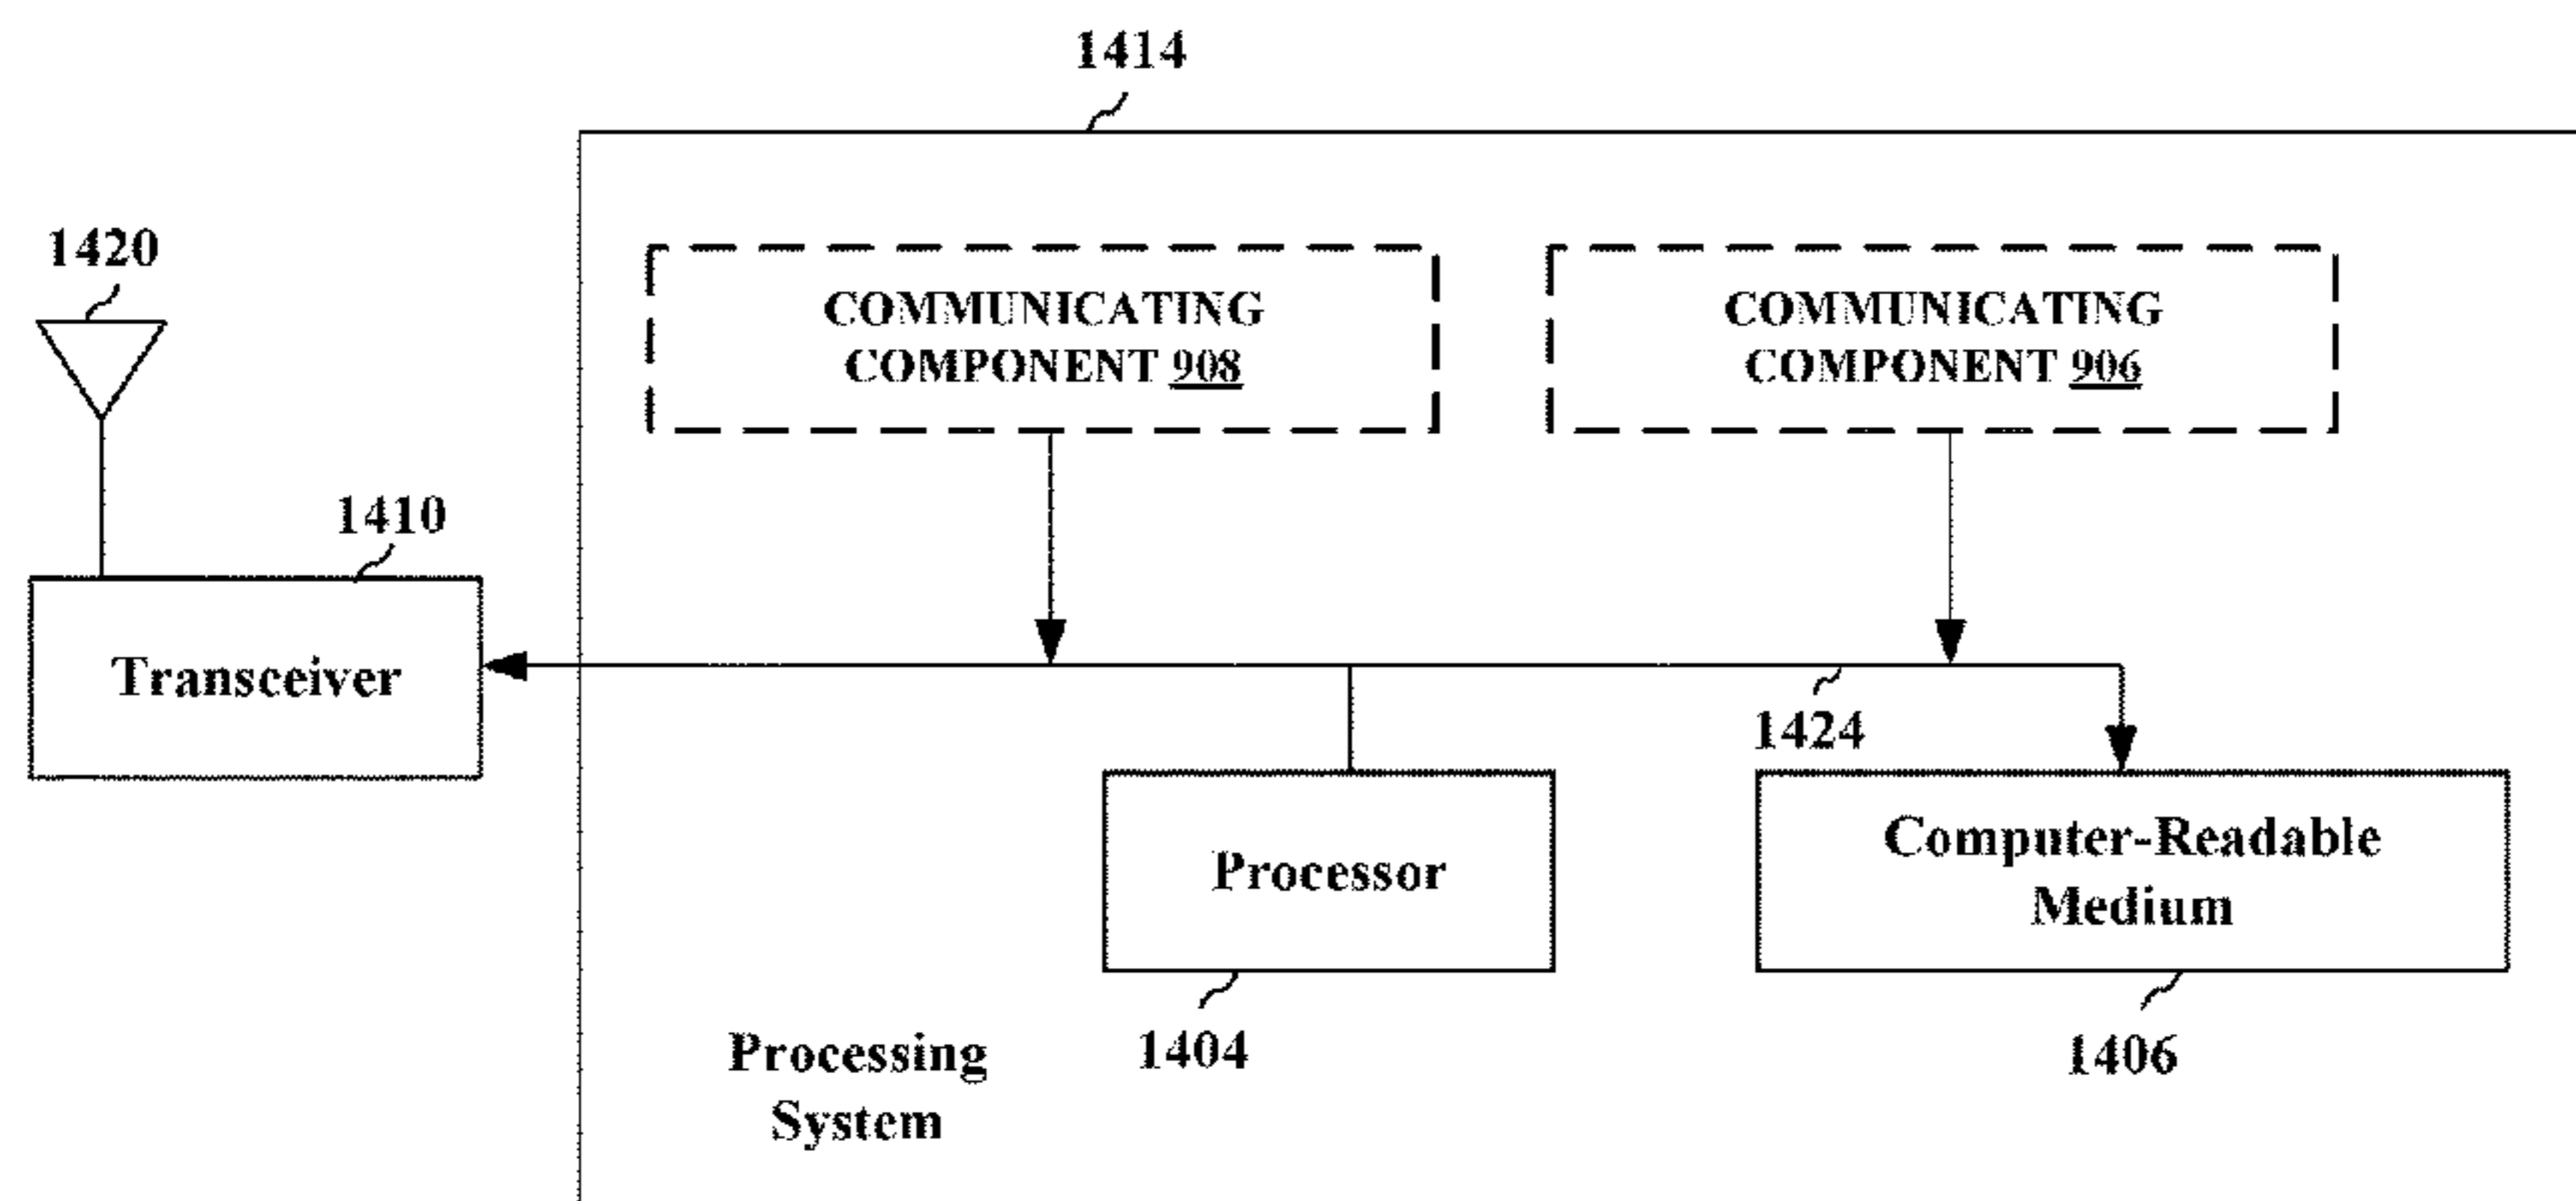 1414
1420
COMMUNICATING
COMPONENT 908
COMMUNICATING
COMPONENT 906
1410
Transceiver
1424
Processor
Computer-Readable
Medium
1404
1406
Processing
System